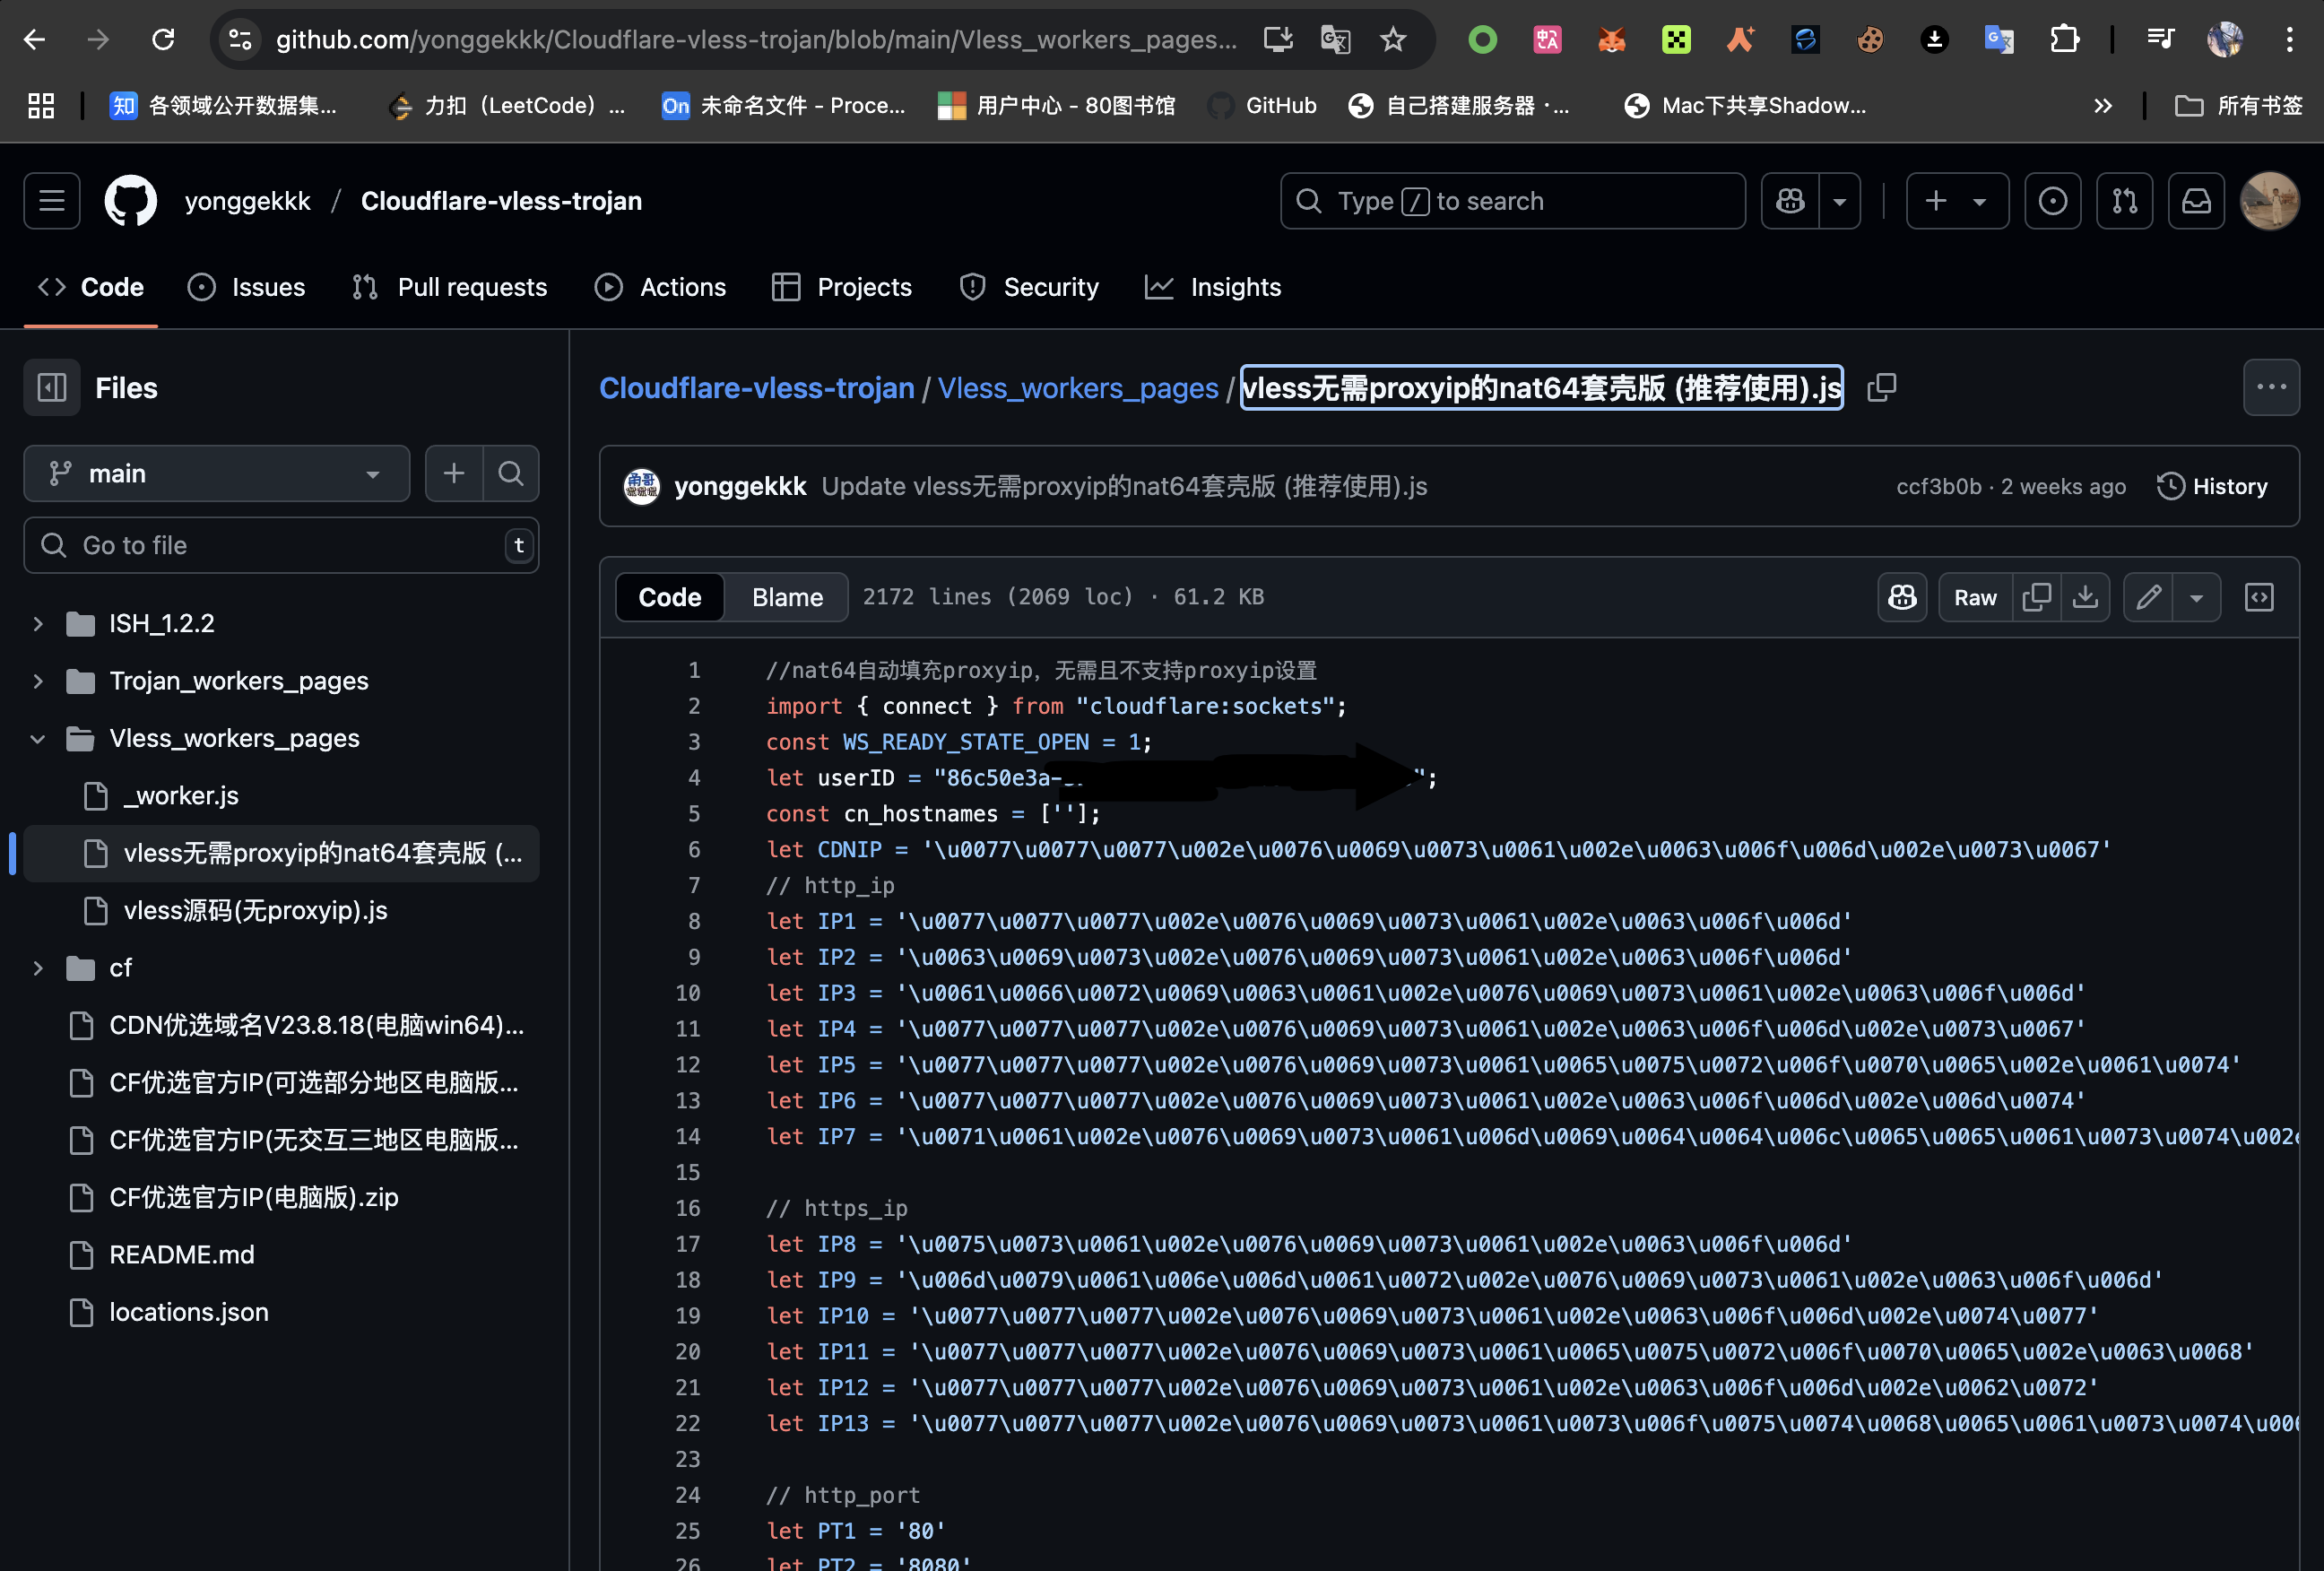 github.com/yonggekkk/Cloudflare-vless-trojan/blob/main/Vless_workers_pages...
各领域公开数据集...
力扣（LeetCode）...
On 未命名文件 - Proce...
用户中心 - 80图书馆
GitHub
自己搭建服务器 ·...
Mac下共享Shadow...
所有书签
yonggekkk / Cloudflare-vless-trojan
Type / to search
Code
Issues
Pull requests
Actions
Projects
Security
Insights
Files
main
Go to file
t
ISH_1.2.2
Trojan_workers_pages
Vless_workers_pages
_worker.js
vless无需proxyip的nat64套壳版 (...
vless源码(无proxyip).js
cf
CDN优选域名V23.8.18(电脑win64)...
CF优选官方IP(可选部分地区电脑版...
CF优选官方IP(无交互三地区电脑版...
CF优选官方IP(电脑版).zip
README.md
locations.json
Cloudflare-vless-trojan / Vless_workers_pages / vless无需proxyip的nat64套壳版 (推荐使用).js
yonggekkk Update vless无需proxyip的nat64套壳版 (推荐使用).js
ccf3b0b · 2 weeks ago
History
Code
Blame
2172 lines (2069 loc) · 61.2 KB
Raw
1 //nat64自动填充proxyip，无需且不支持proxyip设置
2 import { connect } from "cloudflare:sockets";
3 const WS_READY_STATE_OPEN = 1;
4 let userID = "86c50e3a- ";
5 const cn_hostnames = [''];
6 let CDNIP = '\u0077\u0077\u0077\u002e\u0076\u0069\u0073\u0061\u002e\u0063\u006f\u006d\u002e\u0073\u0067'
7 // http_ip
8 let IP1 = '\u0077\u0077\u0077\u002e\u0076\u0069\u0073\u0061\u002e\u0063\u006f\u006d'
9 let IP2 = '\u0063\u0069\u0073\u002e\u0076\u0069\u0073\u0061\u002e\u0063\u006f\u006d'
10 let IP3 = '\u0061\u0066\u0072\u0069\u0063\u0061\u002e\u0076\u0069\u0073\u0061\u002e\u0063\u006f\u006d'
11 let IP4 = '\u0077\u0077\u0077\u002e\u0076\u0069\u0073\u0061\u002e\u0063\u006f\u006d\u002e\u0073\u0067'
12 let IP5 = '\u0077\u0077\u0077\u002e\u0076\u0069\u0073\u0061\u0065\u0075\u0072\u006f\u0070\u0065\u002e\u0061\u0074'
13 let IP6 = '\u0077\u0077\u0077\u002e\u0076\u0069\u0073\u0061\u002e\u0063\u006f\u006d\u002e\u006d\u0074'
14 let IP7 = '\u0071\u0061\u002e\u0076\u0069\u0073\u0061\u006d\u0069\u0064\u0064\u006c\u0065\u0065\u0061\u0073\u0074\u002e
15
16 // https_ip
17 let IP8 = '\u0075\u0073\u0061\u002e\u0076\u0069\u0073\u0061\u002e\u0063\u006f\u006d'
18 let IP9 = '\u006d\u0079\u0061\u006e\u006d\u0061\u0072\u002e\u0076\u0069\u0073\u0061\u002e\u0063\u006f\u006d'
19 let IP10 = '\u0077\u0077\u0077\u002e\u0076\u0069\u0073\u0061\u002e\u0063\u006f\u006d\u002e\u0074\u0077'
20 let IP11 = '\u0077\u0077\u0077\u002e\u0076\u0069\u0073\u0061\u0065\u0075\u0072\u006f\u0070\u0065\u002e\u0063\u0068'
21 let IP12 = '\u0077\u0077\u0077\u002e\u0076\u0069\u0073\u0061\u002e\u0063\u006f\u006d\u002e\u0062\u0072'
22 let IP13 = '\u0077\u0077\u0077\u002e\u0076\u0069\u0073\u0061\u0073\u006f\u0075\u0074\u0068\u0065\u0061\u0073\u0074\u00
23
24 // http_port
25 let PT1 = '80'
26 let PT2 = '8080'